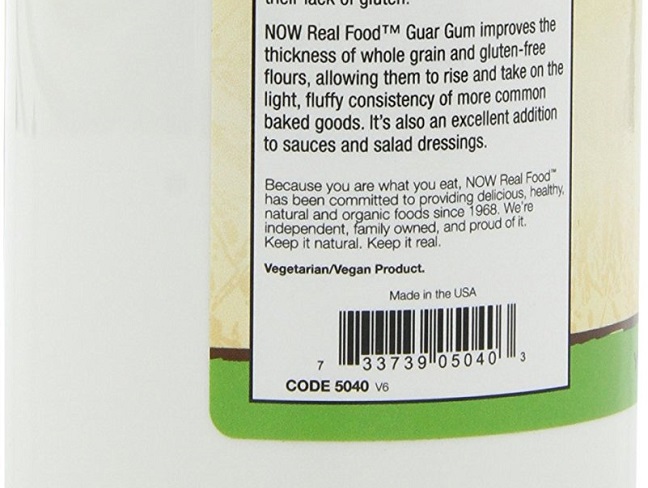 their lack of gluten.
NOW Real Food™ Guar Gum improves the
thickness of whole grain and gluten-free
flours, allowing them to rise and take on the
light, fluffy consistency of more common
baked goods. It's also an excellent addition
to sauces and salad dressings.
Because you are what you eat, NOW Real Food™
has been committed to providing delicious, healthy,
natural and organic foods since 1968. We're
independent, family owned, and proud of it.
Keep it natural. Keep it real.
Vegetarian/Vegan Product.
Made in the USA
7 33739 05040 3
CODE 5040 V6